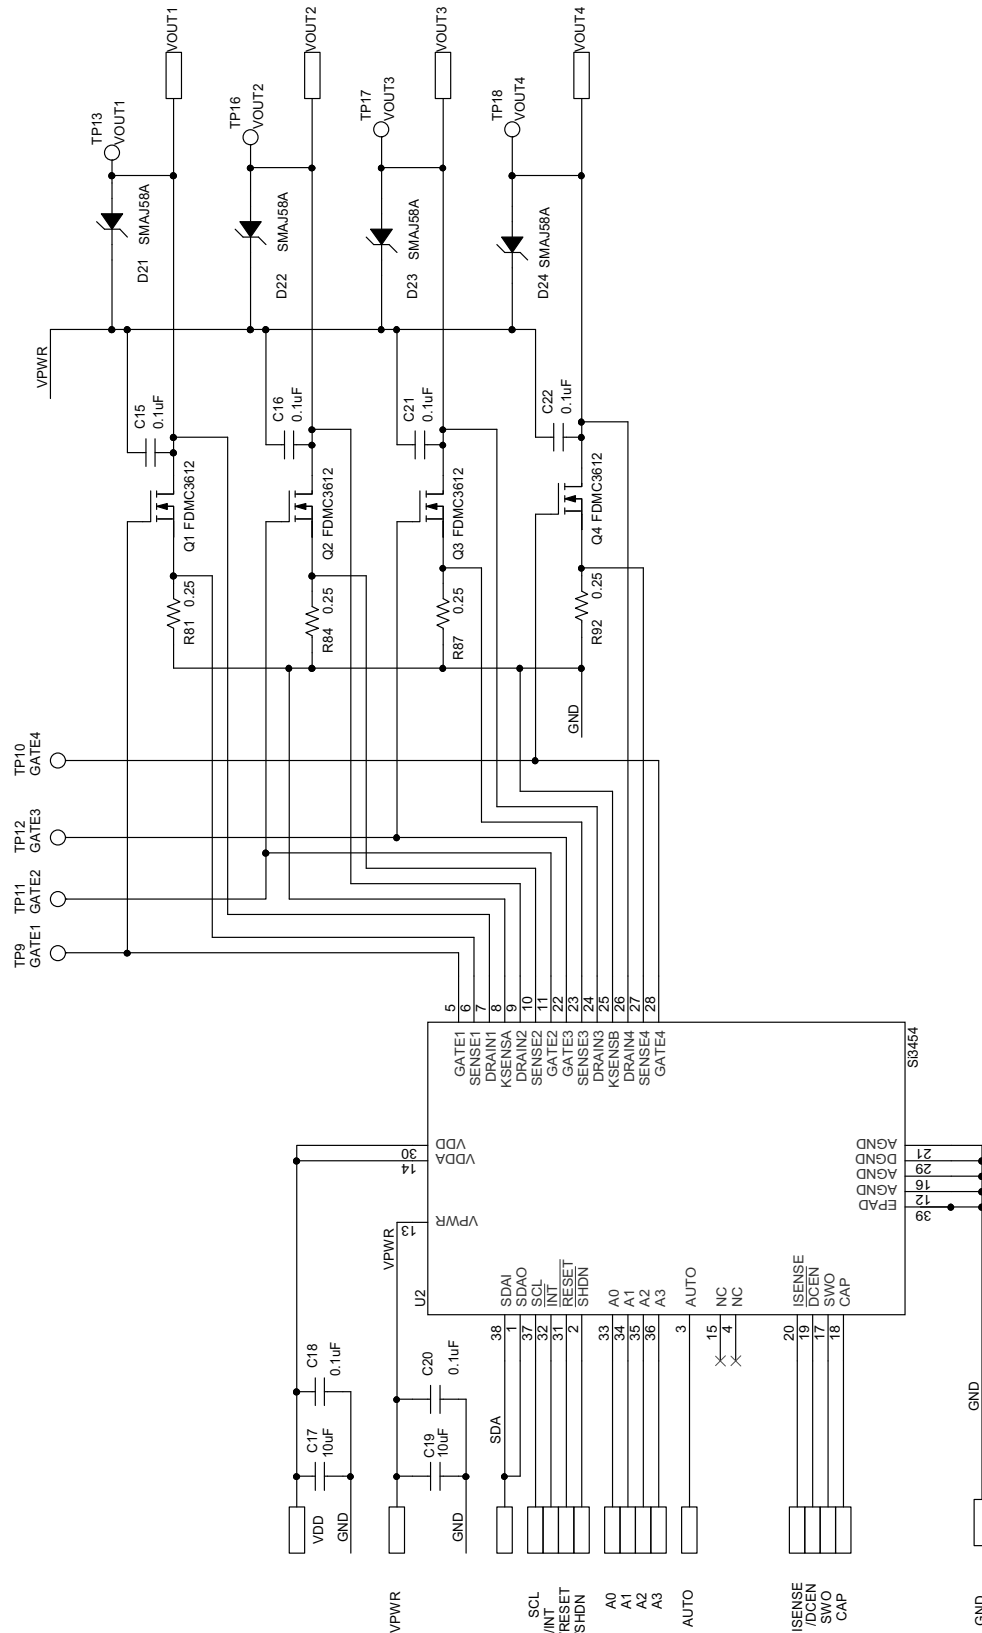 VOUT1
VOUT2
VOUT3
VOUT4
TP13
VOUT1
TP16
VOUT2
TP17
VOUT3
TP18
VOUT4
D21
SMAJ58A
D22
SMAJ58A
D23
SMAJ58A
D24
SMAJ58A
VPWR
C15
0.1uF
C16
0.1uF
C21
0.1uF
C22
0.1uF
Q1 FDMC3612
Q2 FDMC3612
Q3 FDMC3612
Q4 FDMC3612
R81 0.25
R84 0.25
R87 0.25
R92 0.25
GND
TP10
GATE4
TP12
GATE3
TP11
GATE2
TP9
GATE1
5 GATE1
6 SENSE1
7 DRAIN1
8 KSENSA
9 DRAIN2
10 SENSE2
11 GATE2
22 GATE3
23 SENSE3
24 DRAIN3
25 KSENSB
26 DRAIN4
27 SENSE4
28 GATE4
Si3454
VDD
30
VDDA
14
VPWR
VPWR
13
AGND
21
DGND
29
AGND
16
AGND
12
EPAD
39
U2
38 SDAI
1 SDAO
37 SCL
32 INT
31 RESET
2 SHDN
33 A0
34 A1
35 A2
36 A3
3 AUTO
15 NC
4 NC
20 ISENSE
19 DCEN
17 SWO
18 CAP
C18
0.1uF
C17
10uF
VDD
GND
C20
0.1uF
C19
10uF
GND
VPWR
SDA
SCL
/INT
/RESET
/SHDN
A0
A1
A2
A3
AUTO
ISENSE
/DCEN
SWO
CAP
GND
GND